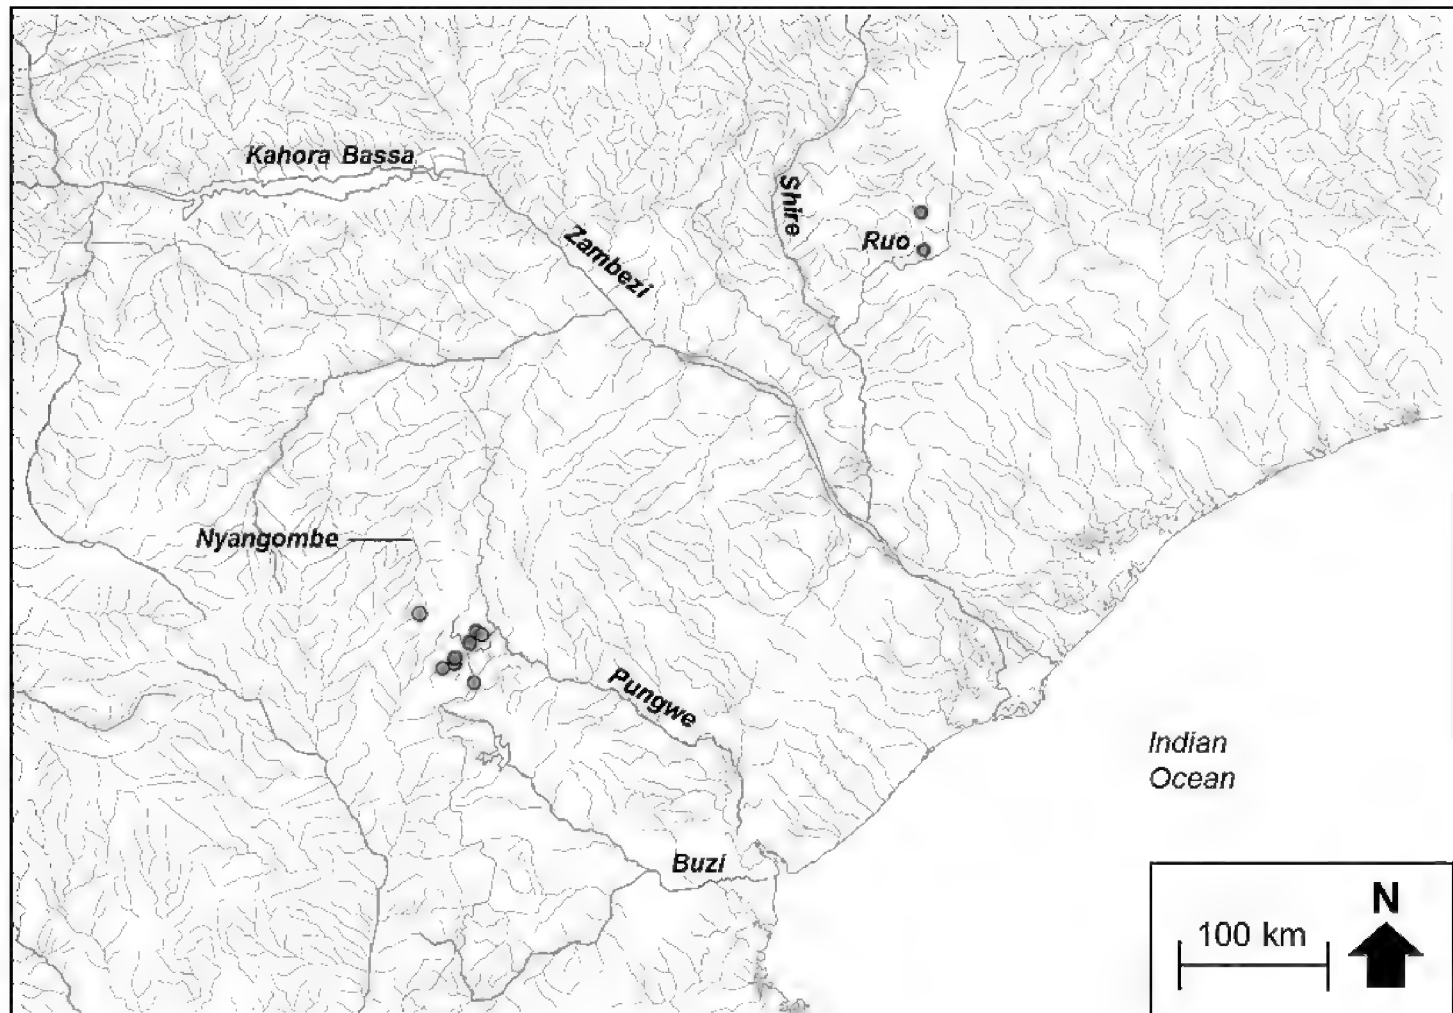 Kahora Bassa
Shire
Zambezi
Ruo
Nyangombe
Pungwe
Indian
Ocean
Buzi
N
100 km